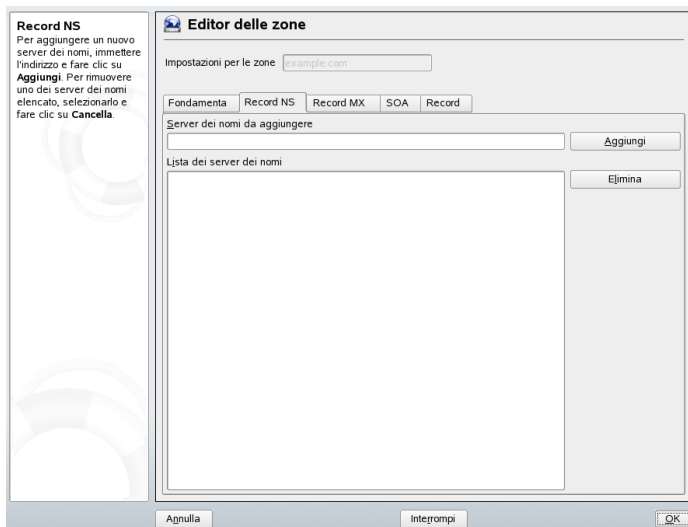 Record NS
Per aggiungere un nuovo
server dei nomi, immettere
l'indirizzo e fare clic su
Aggiungi. Per rimuovere
uno dei server dei nomi
elencato, selezionarlo e
fare clic su Cancella.
Editor delle zone
Impostazioni per le zone example.com
Fondamenta Record NS Record MX SOA Record
Server dei nomi da aggiungere
Aggiungi
Lista dei server dei nomi
Elimina
Annulla Interrompi OK